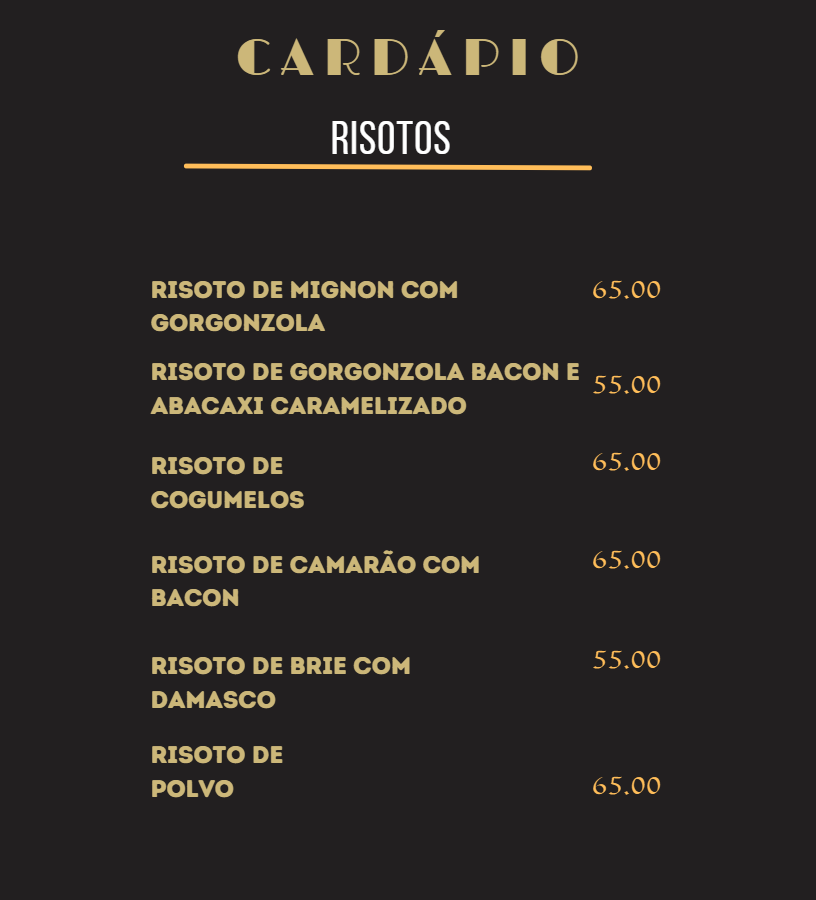 CARDÁPIO
RISOTOS
RISOTO DE MIGNON COM 65.00
GORGONZOLA
RISOTO DE GORGONZOLA BACON E 55.00
ABACAXI CARAMELIZADO
RISOTO DE 65.00
COGUMELOS
RISOTO DE CAMARÃO COM 65.00
BACON
RISOTO DE BRIE COM 55.00
DAMASCO
RISOTO DE
POLVO 65.00